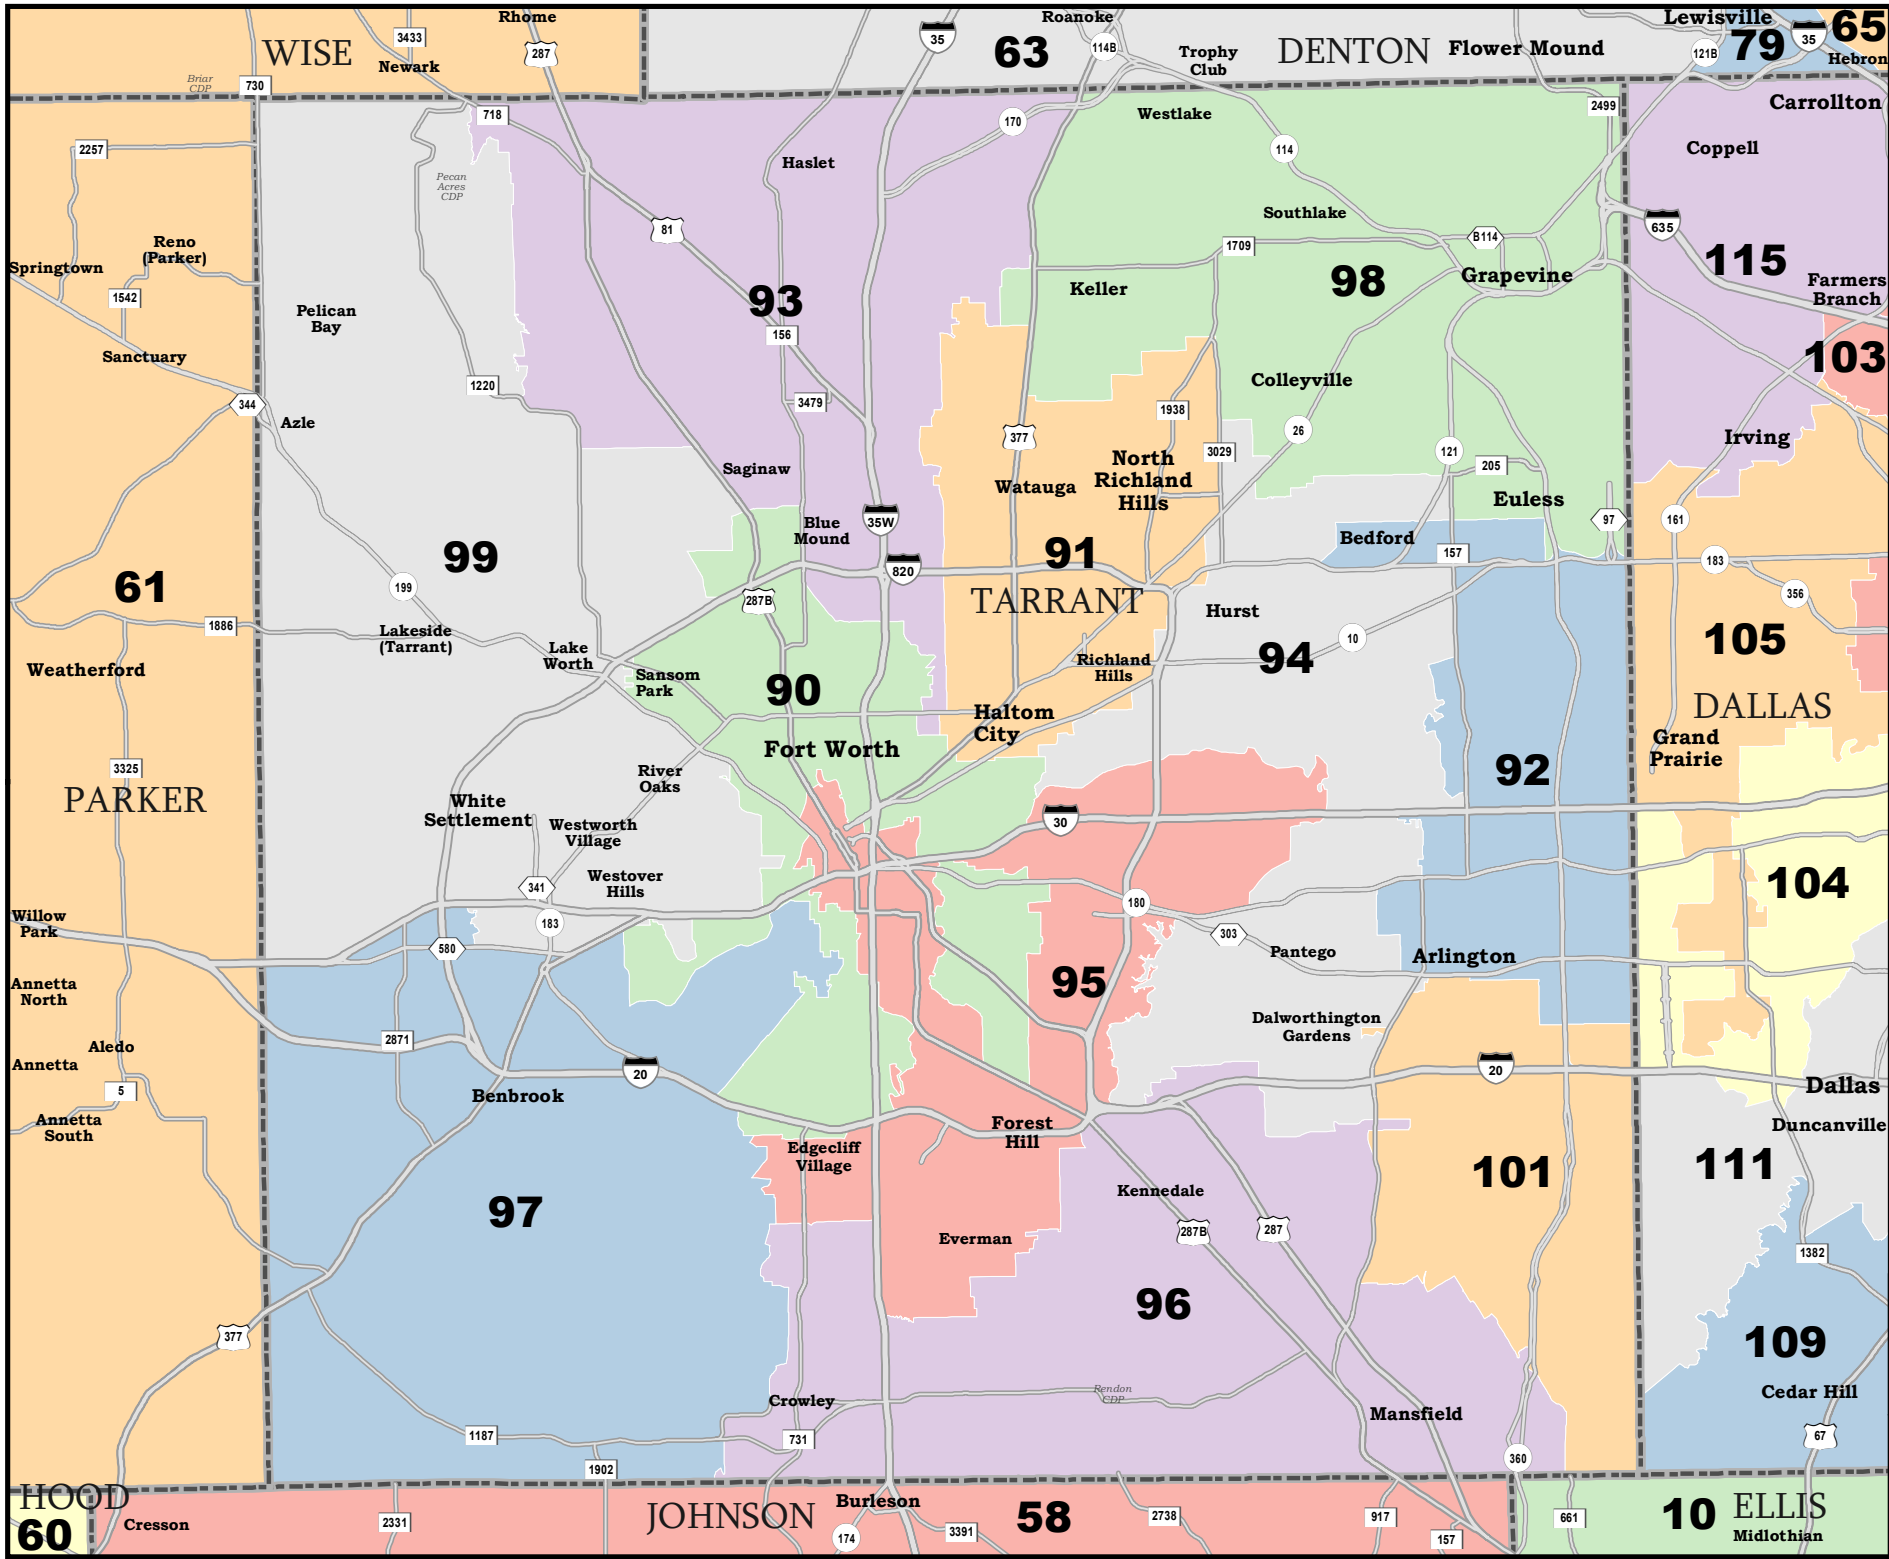 Rhome
Roanoke
Lewisville
65
WISE
3433
287
35
63
114B
Trophy
Club
DENTON
Flower Mound
121B
79
35
Hebron
Newark
Briar
CDP
730
718
170
Westlake
2499
Carrollton
2257
Haslet
114
Coppell
Pecan
Acres
CDP
Southlake
81
1709
B114
635
Reno
(Parker)
Springtown
1542
115
93
Keller
98
Grapevine
Farmers
Branch
Pelican
Bay
156
Sanctuary
103
1220
3479
Colleyville
344
Azle
1938
377
26
121
3029
205
Irving
Saginaw
North
Richland
Hills
Watauga
Euless
97
161
35W
Blue
Mound
Bedford
157
183
99
91
820
61
199
287B
TARRANT
356
1886
Hurst
10
105
Lakeside
(Tarrant)
Lake
Worth
94
Weatherford
Sansom
Park
Richland
Hills
90
DALLAS
Haltom
City
Fort Worth
Grand
Prairie
3325
92
River
Oaks
PARKER
White
Settlement
30
Westworth
Village
Westover
Hills
341
104
180
Willow
Park
183
580
303
Pantego
Arlington
Annetta
North
95
Dalworthington
Gardens
2871
Aledo
Annetta
20
20
5
Benbrook
Dallas
Annetta
South
Forest
Hill
Duncanville
Edgecliff
Village
111
101
Kennedale
97
287B
287
Everman
1382
96
377
109
Crowley
Rendon
CDP
Cedar Hill
Mansfield
1187
731
67
1902
360
HOOD
60
Cresson
2331
JOHNSON
Burleson
174
3391
58
2738
917
157
661
10
ELLIS
Midlothian